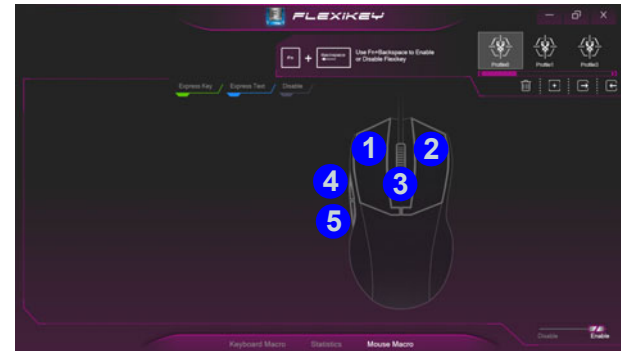 FLEXIKEY
Fn + Backspace
Use Fn+Backspace to Enable
or Disable Flexikey
Profile0 Profile1 Profile2
Express Key Express Text Disable
1 2
3
4
5
Disable Enable
Keyboard Macro Statistics Mouse Macro